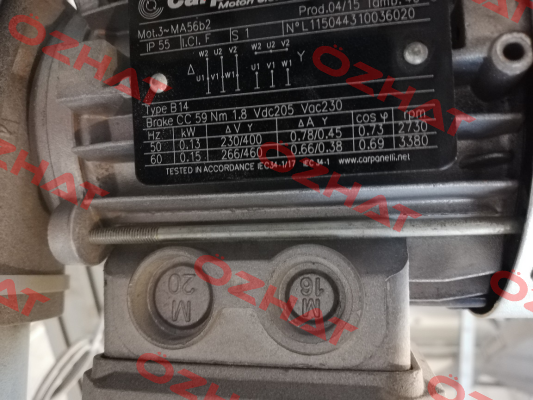 Motori
Mot.3~MA56b2
Prod.04/15
IP 55 I.Cl. F S 1
N°L115044310036020
W2 U2 V2
W2 U2 V2
Δ
Y
U1 V1 W1
U1 V1 W1
Type B14
Brake CC 59 Nm 1.8 Vdc205 Vac230
Hz kW Δ V Y Δ A Y cos φ rpm
50 0.13 230/400 0.78/0.45 0.73 2730
60 0.15 266/460 0.66/0.38 0.69 3380
TESTED IN ACCORDANCE IEC34-1/17 IEC 34-1 www.carpanelli.net
M
20
M
16
OZHAT
OZHAT
OZHAT
OZHAT
OZHAT
OZHAT
OZHAT